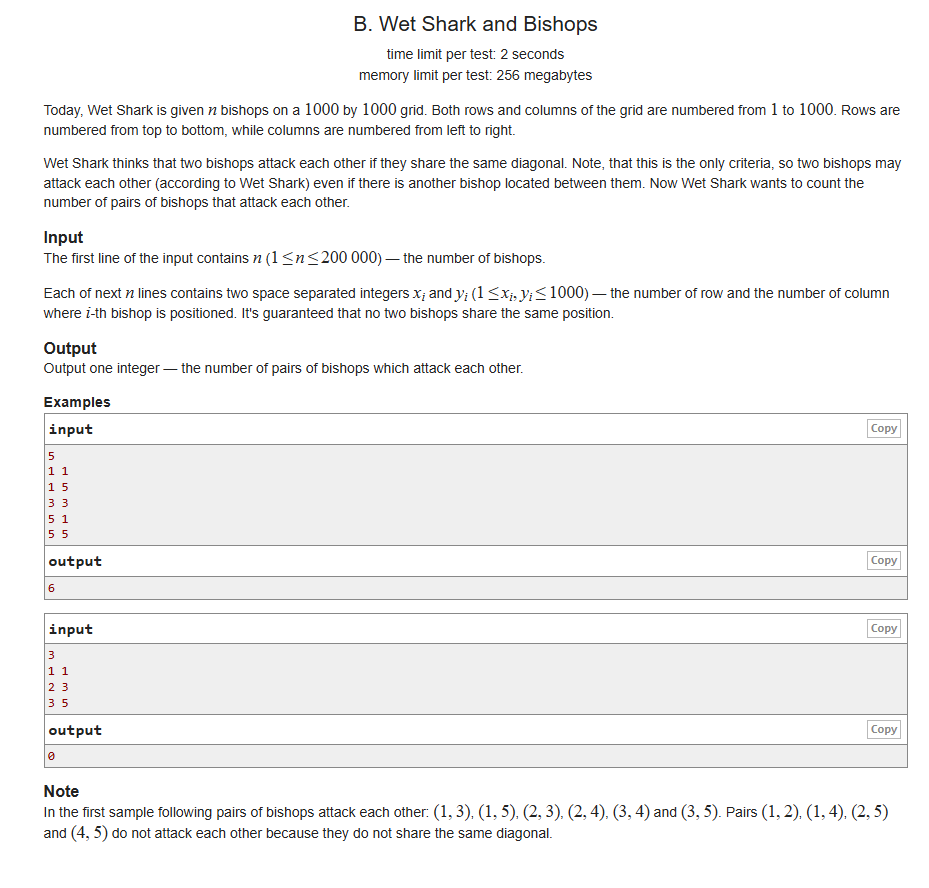 B. Wet Shark and Bishops
time limit per test: 2 seconds
memory limit per test: 256 megabytes
Today, Wet Shark is given n bishops on a 1000 by 1000 grid. Both rows and columns of the grid are numbered from 1 to 1000. Rows are
numbered from top to bottom, while columns are numbered from left to right.
Wet Shark thinks that two bishops attack each other if they share the same diagonal. Note, that this is the only criteria, so two bishops may
attack each other (according to Wet Shark) even if there is another bishop located between them. Now Wet Shark wants to count the
number of pairs of bishops that attack each other.
Input
The first line of the input contains n (1 ≤ n ≤ 200 000) — the number of bishops.
Each of next n lines contains two space separated integers xᵢ and yᵢ (1 ≤ xᵢ, yᵢ ≤ 1000) — the number of row and the number of column
where i-th bishop is positioned. It's guaranteed that no two bishops share the same position.
Output
Output one integer — the number of pairs of bishops which attack each other.
Examples
input Copy
5
1 1
1 5
3 3
5 1
5 5
output Copy
6
input Copy
3
1 1
2 3
3 5
output Copy
0
Note
In the first sample following pairs of bishops attack each other: (1, 3), (1, 5), (2, 3), (2, 4), (3, 4) and (3, 5). Pairs (1, 2), (1, 4), (2, 5)
and (4, 5) do not attack each other because they do not share the same diagonal.